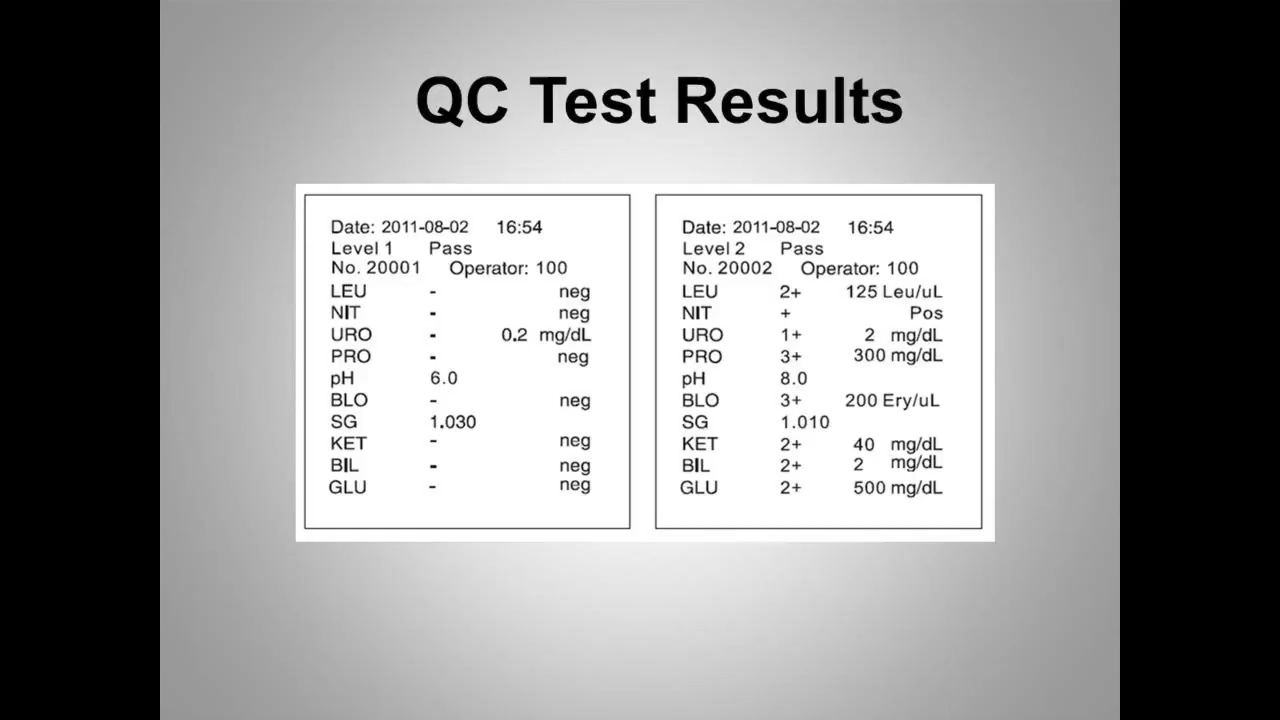 QC Test Results
Date: 2011-08-02 16:54
Level 1 Pass
No. 20001 Operator: 100
LEU - neg
NIT - neg
URO - 0.2 mg/dL
PRO - neg
pH 6.0
BLO - neg
SG 1.030
KET - neg
BIL - neg
GLU - neg
Date: 2011-08-02 16:54
Level 2 Pass
No. 20002 Operator: 100
LEU 2+ 125 Leu/uL
NIT + Pos
URO 1+ 2 mg/dL
PRO 3+ 300 mg/dL
pH 8.0
BLO 3+ 200 Ery/uL
SG 1.010
KET 2+ 40 mg/dL
BIL 2+ 2 mg/dL
GLU 2+ 500 mg/dL